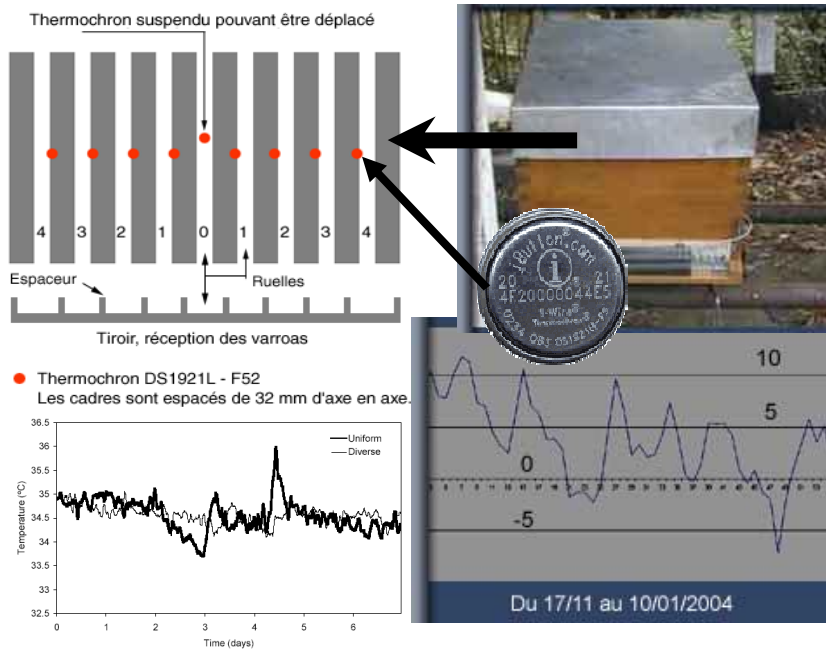 Thermochron suspendu pouvant être déplacé
4 3 2 1 0 1 2 3 4
Espaceur
Ruelles
Tiroir, réception des varroas
Thermochron DS1921L - F52
Les cadres sont espacés de 32 mm d'axe en axe.
iButton.com
20 21
4F20000044E5
1-Wire®
Thermochron®
36.5
36
35.5
35
34.5
34
33.5
33
32.5
Temperature (°C)
Uniform
Diverse
0 1 2 3 4 5 6
Time (days)
10
5
0
-5
Du 17/11 au 10/01/2004